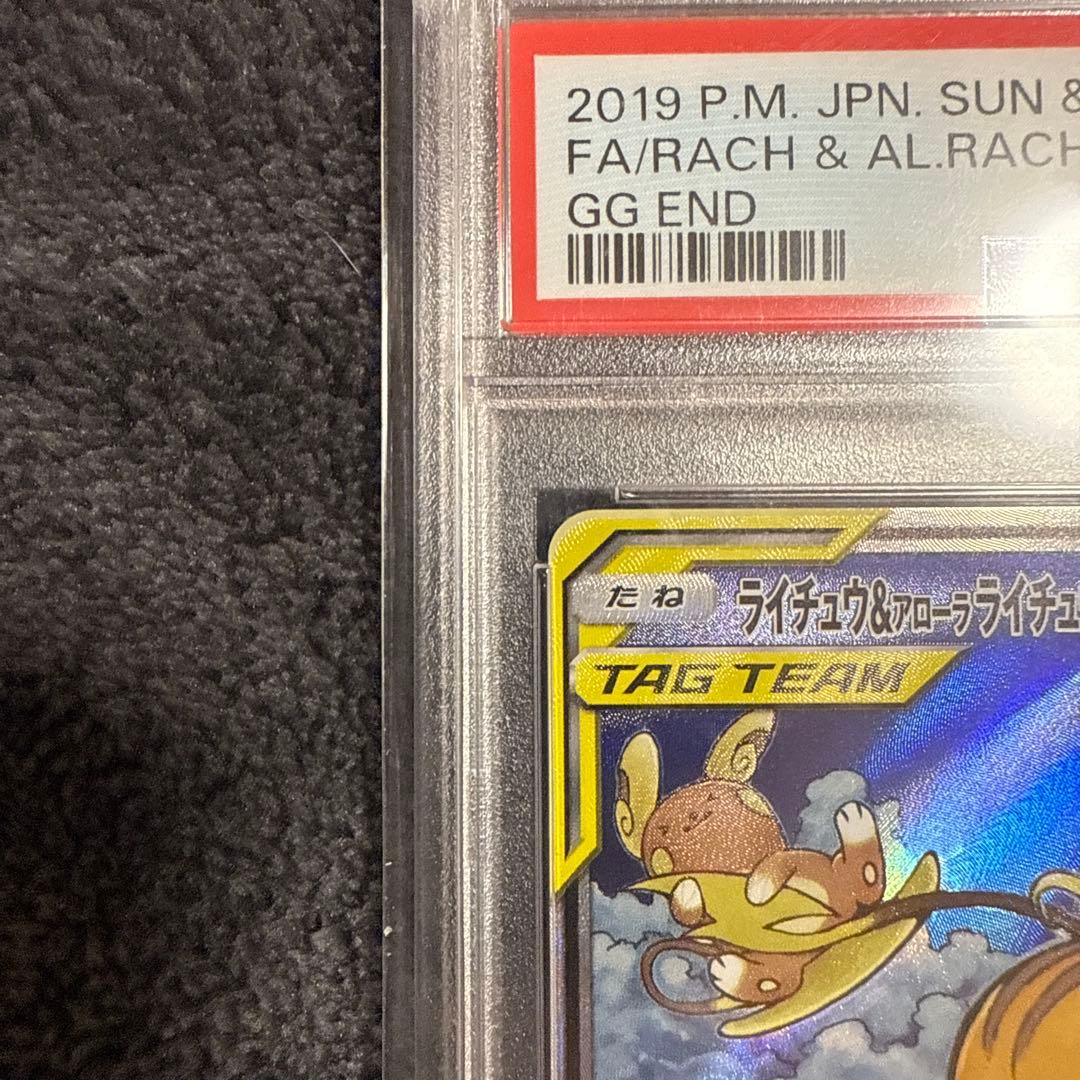 2019 P.M. JPN. SUN &
FA/RACH & AL.RACH
GG END
たね
ライチュウ&アローラライチュ
TAG TEAM